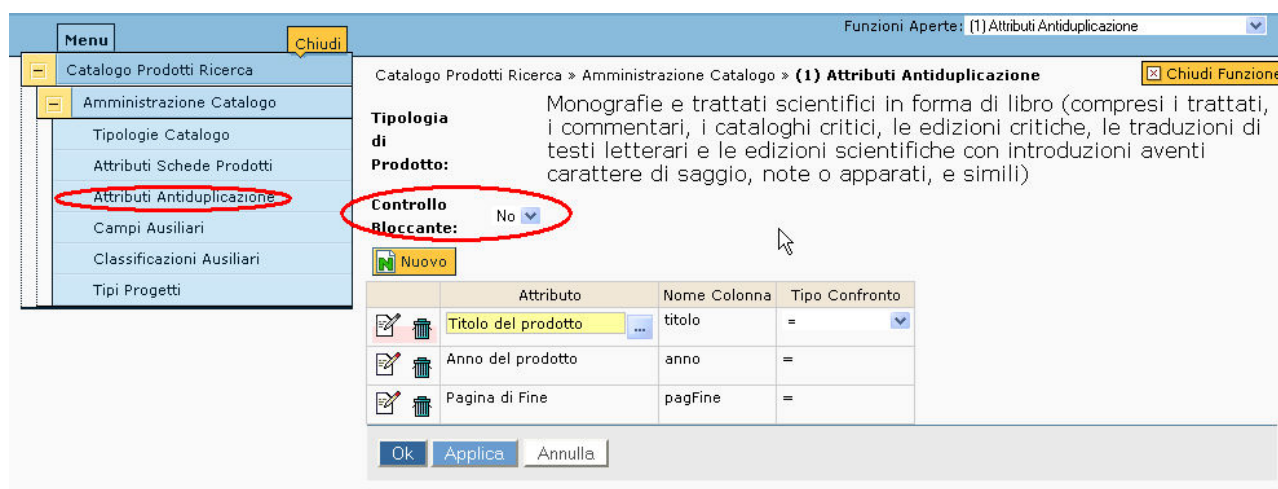 Funzioni Aperte: (1) Attributi Antiduplicazione
Menu
Chiudi
Catalogo Prodotti Ricerca
Amministrazione Catalogo
Tipologie Catalogo
Attributi Schede Prodotti
Attributi Antiduplicazione
Campi Ausiliari
Classificazioni Ausiliari
Tipi Progetti
Catalogo Prodotti Ricerca » Amministrazione Catalogo » (1) Attributi Antiduplicazione
Chiudi Funzione
Tipologia
di
Prodotto:
Monografie e trattati scientifici in forma di libro (compresi i trattati,
i commentari, i cataloghi critici, le edizioni critiche, le traduzioni di
testi letterari e le edizioni scientifiche con introduzioni aventi
carattere di saggio, note o apparati, e simili)
Controllo
Bloccante:
No
Nuovo
Attributo Nome Colonna Tipo Confronto
Titolo del prodotto ... titolo =
Anno del prodotto anno =
Pagina di Fine pagFine =
Ok Applica Annulla